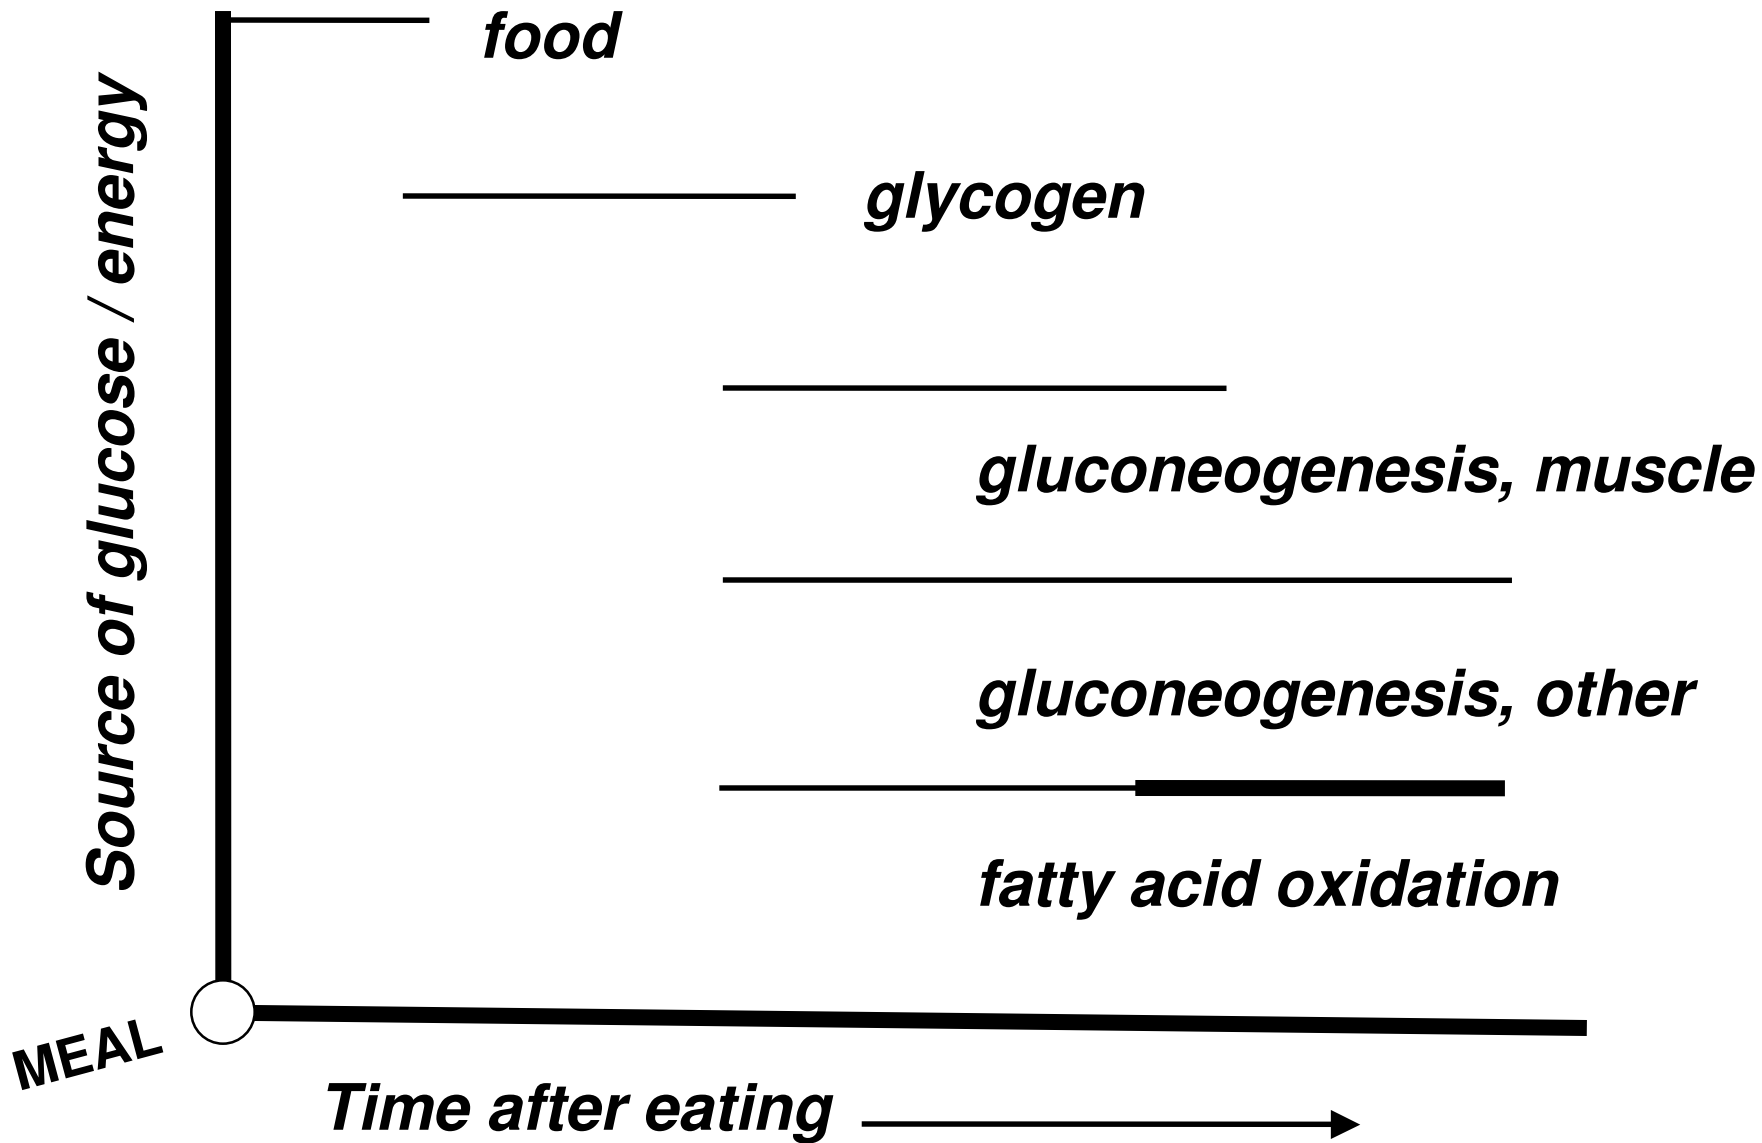 food
Source of glucose / energy
glycogen
gluconeogenesis, muscle
gluconeogenesis, other
fatty acid oxidation
MEAL
Time after eating